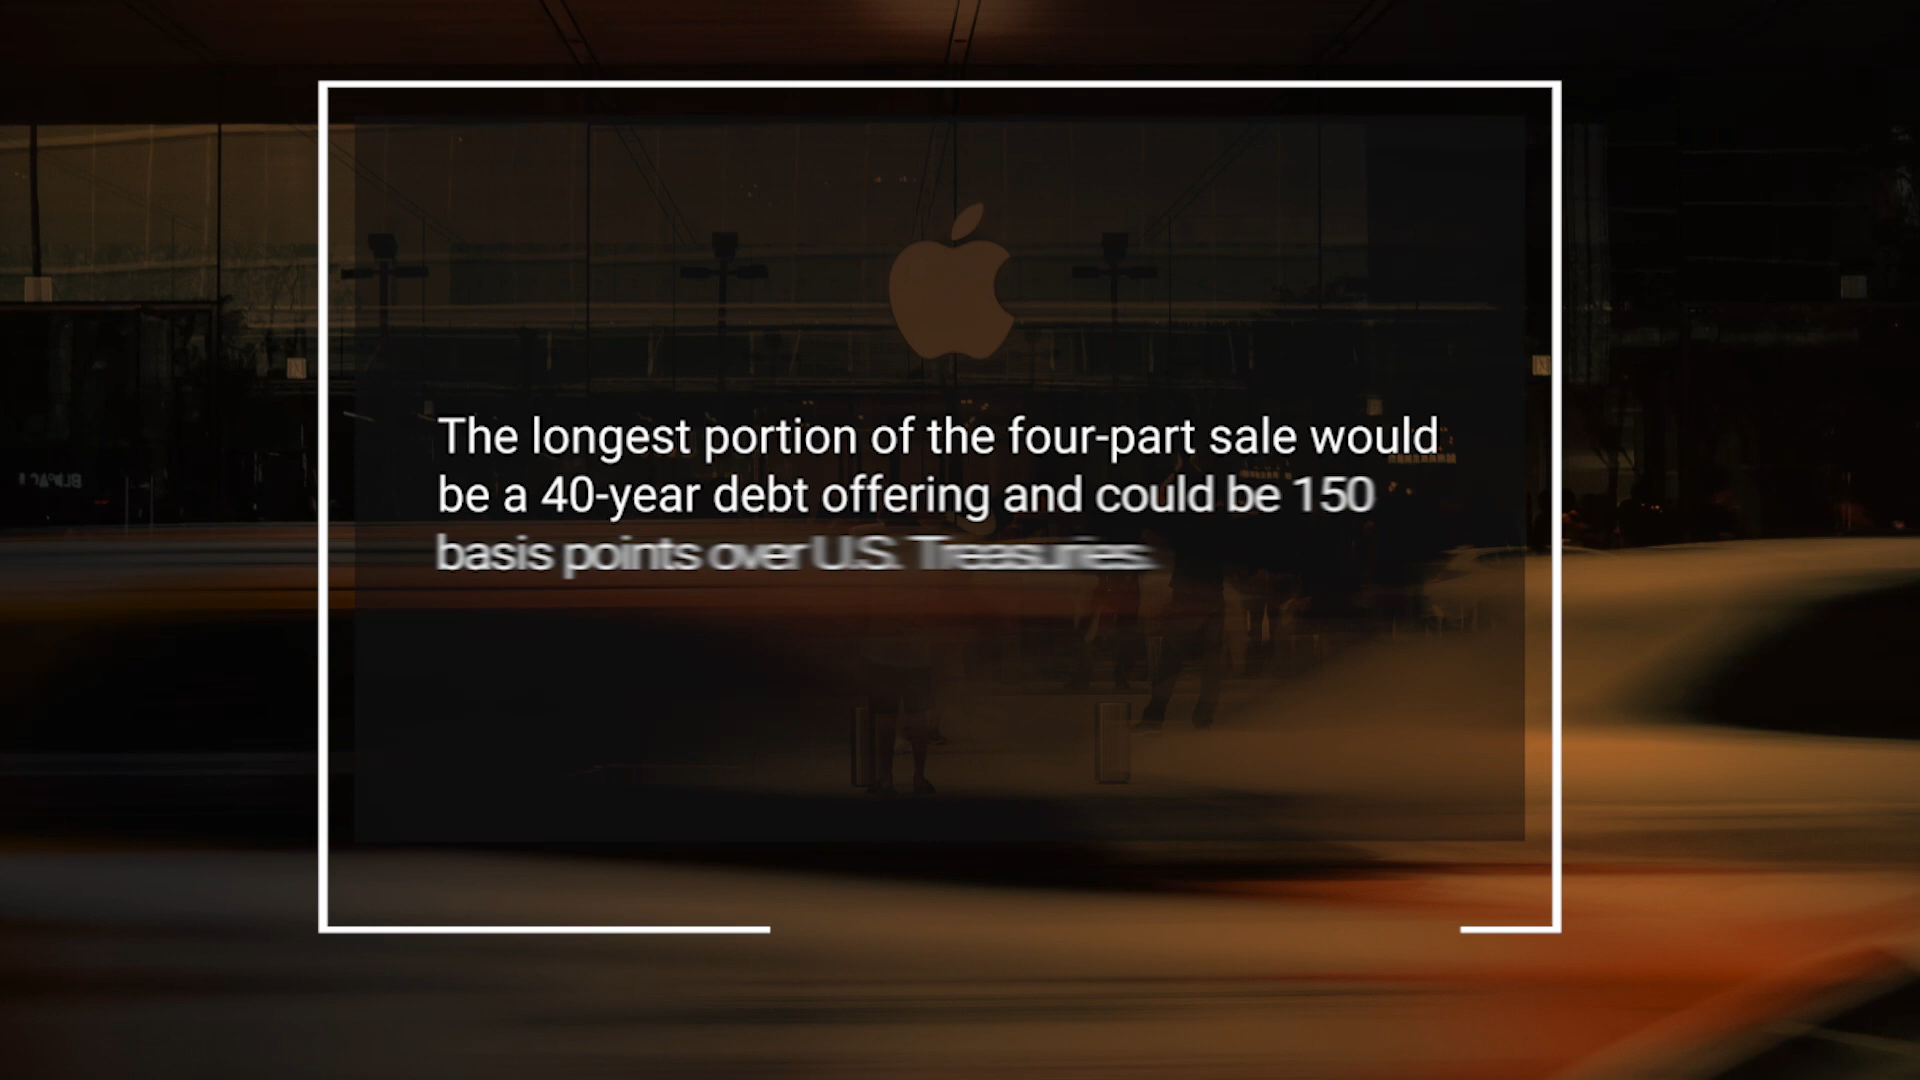 The longest portion of the four-part sale would
be a 40-year debt offering and could be 150
basis points over U.S. Treasuries.